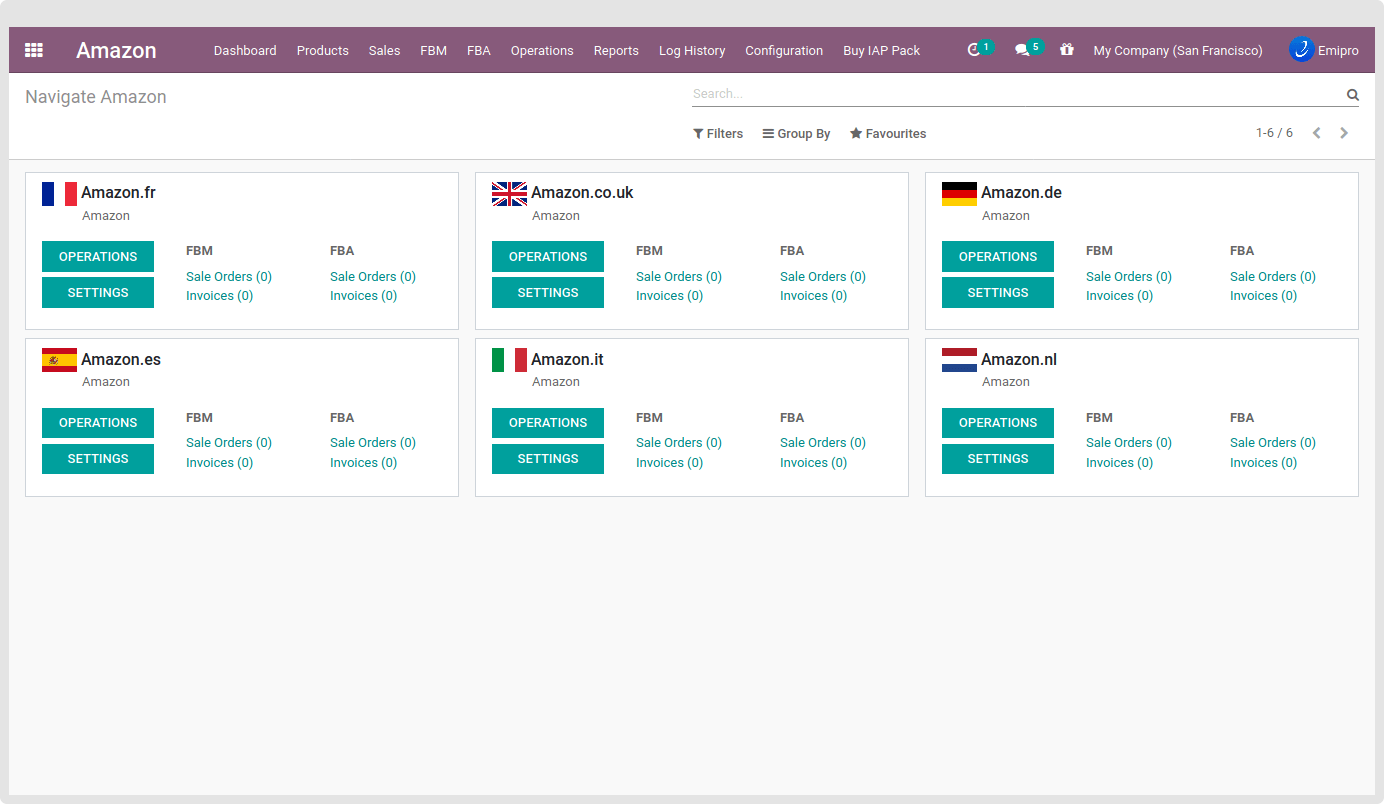 Amazon Dashboard Products Sales FBM FBA Operations Reports Log History Configuration Buy IAP Pack 1 5 My Company (San Francisco) Emipro
Navigate Amazon Search...
Filters Group By Favourites 1-6 / 6
Amazon.fr Amazon.co.uk Amazon.de
Amazon Amazon Amazon
OPERATIONS FBM FBA OPERATIONS FBM FBA OPERATIONS FBM FBA
Sale Orders (0) Sale Orders (0) Sale Orders (0) Sale Orders (0) Sale Orders (0) Sale Orders (0)
SETTINGS Invoices (0) Invoices (0) SETTINGS Invoices (0) Invoices (0) SETTINGS Invoices (0) Invoices (0)
Amazon.es Amazon.it Amazon.nl
Amazon Amazon Amazon
OPERATIONS FBM FBA OPERATIONS FBM FBA OPERATIONS FBM FBA
Sale Orders (0) Sale Orders (0) Sale Orders (0) Sale Orders (0) Sale Orders (0) Sale Orders (0)
SETTINGS Invoices (0) Invoices (0) SETTINGS Invoices (0) Invoices (0) SETTINGS Invoices (0) Invoices (0)